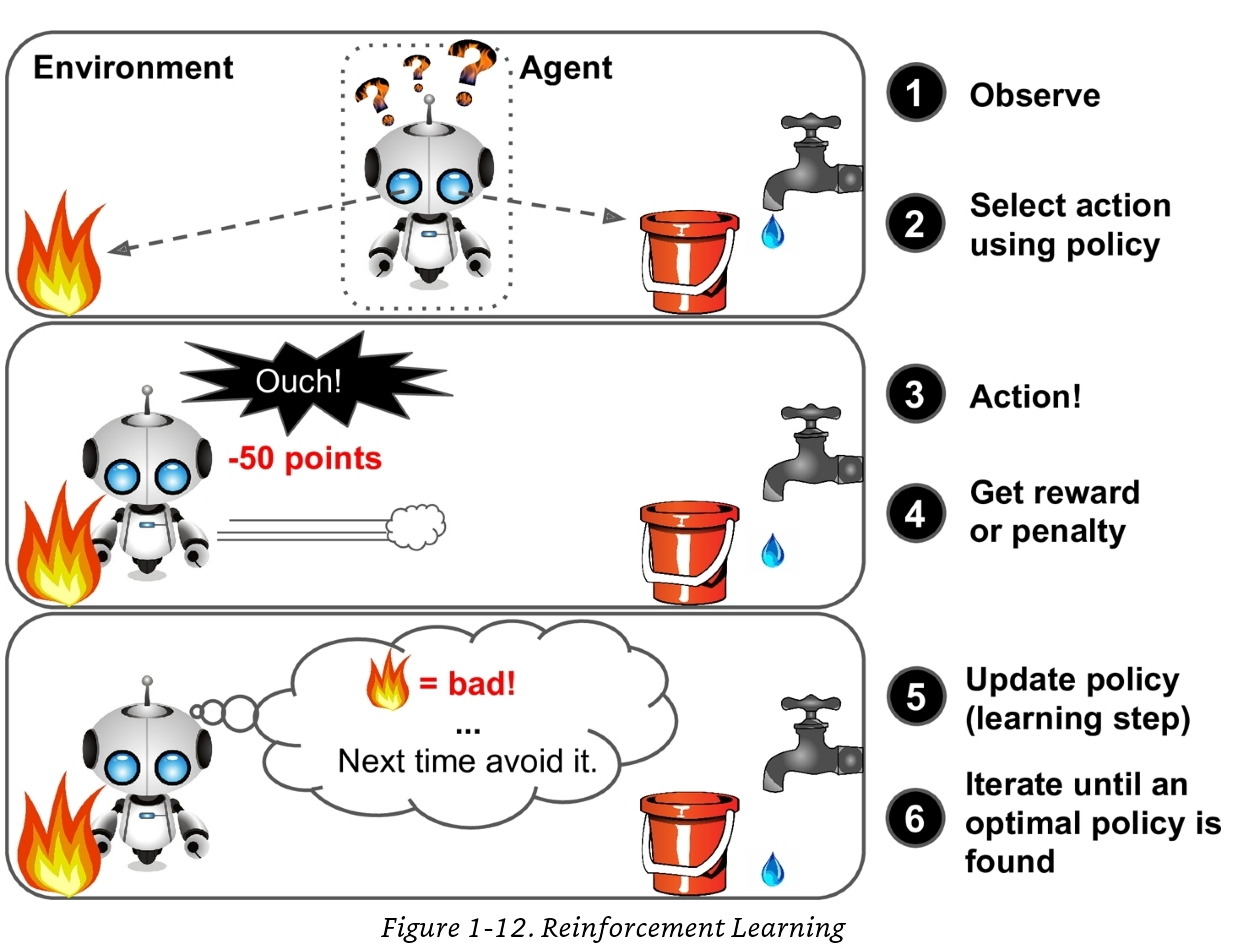 Environment
Agent
? ? ?
1 Observe
2 Select action
using policy
Ouch!
-50 points
3 Action!
4 Get reward
or penalty
= bad!
...
Next time avoid it.
5 Update policy
(learning step)
6 Iterate until an
optimal policy is
found
Figure 1-12. Reinforcement Learning